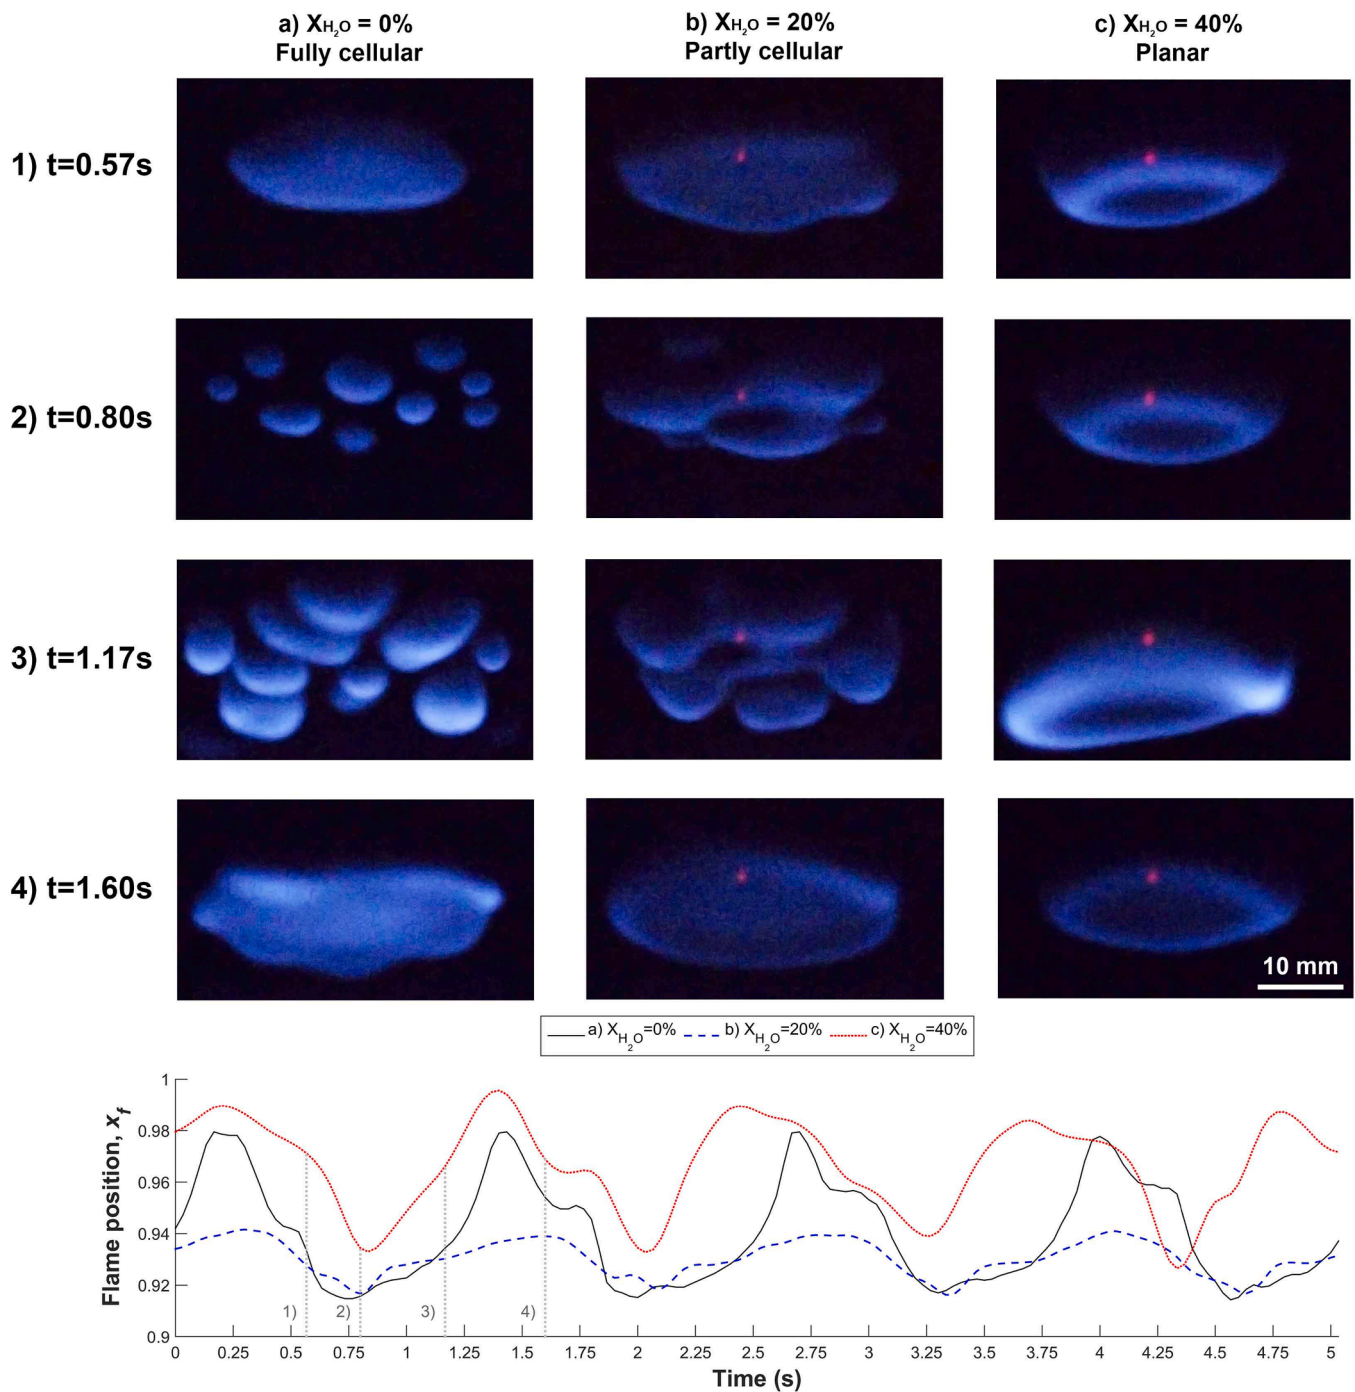 a) XH₂O = 0%
Fully cellular
b) XH₂O = 20%
Partly cellular
c) XH₂O = 40%
Planar
1) t=0.57s
2) t=0.80s
3) t=1.17s
4) t=1.60s
10 mm
a) XH₂O=0% b) XH₂O=20% c) XH₂O=40%
Flame position, xf
1
0.98
0.96
0.94
0.92
0.9
1) 2) 3) 4)
0 0.25 0.5 0.75 1 1.25 1.5 1.75 2 2.25 2.5 2.75 3 3.25 3.5 3.75 4 4.25 4.5 4.75 5
Time (s)